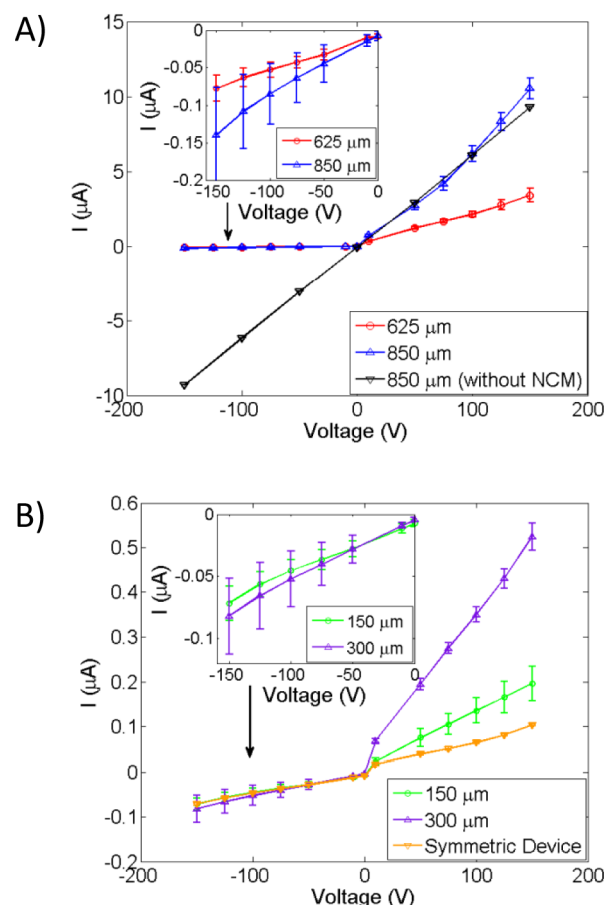 A)
15
10
5
0
-5
-10
-200
-100
0
100
200
I (μA)
Voltage (V)
0
-0.05
-0.1
-0.15
-0.2
-150
-100
-50
0
I (μA)
Voltage (V)
625 μm
850 μm
625 μm
850 μm
850 μm (without NCM)
B)
0.6
0.5
0.4
0.3
0.2
0.1
0
-0.1
-0.2
-200
-100
0
100
200
I (μA)
Voltage (V)
0
-0.05
-0.1
-150
-100
-50
0
I (μA)
Voltage (V)
150 μm
300 μm
150 μm
300 μm
Symmetric Device